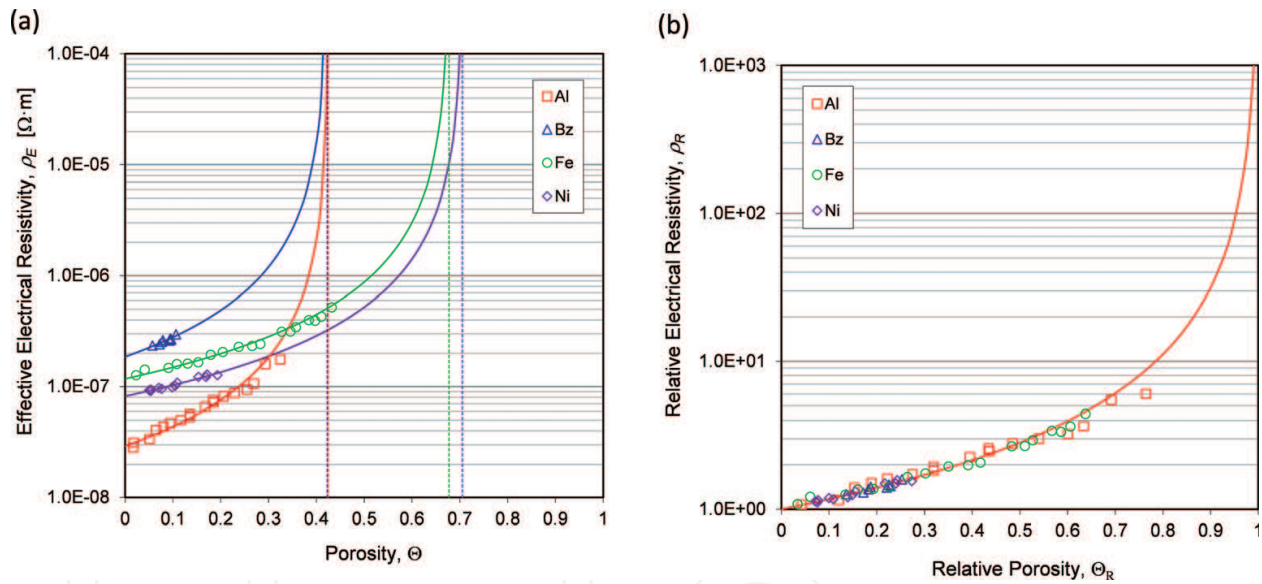 (a)
1.0E-04
1.0E-05
1.0E-06
1.0E-07
1.0E-08
Effective Electrical Resistivity, ρE [Ω·m]
Al
Bz
Fe
Ni
0 0.1 0.2 0.3 0.4 0.5 0.6 0.7 0.8 0.9 1
Porosity, Θ
(b)
1.0E+03
1.0E+02
1.0E+01
1.0E+00
Relative Electrical Resistivity, ρR
Al
Bz
Fe
Ni
0 0.1 0.2 0.3 0.4 0.5 0.6 0.7 0.8 0.9 1
Relative Porosity, ΘR